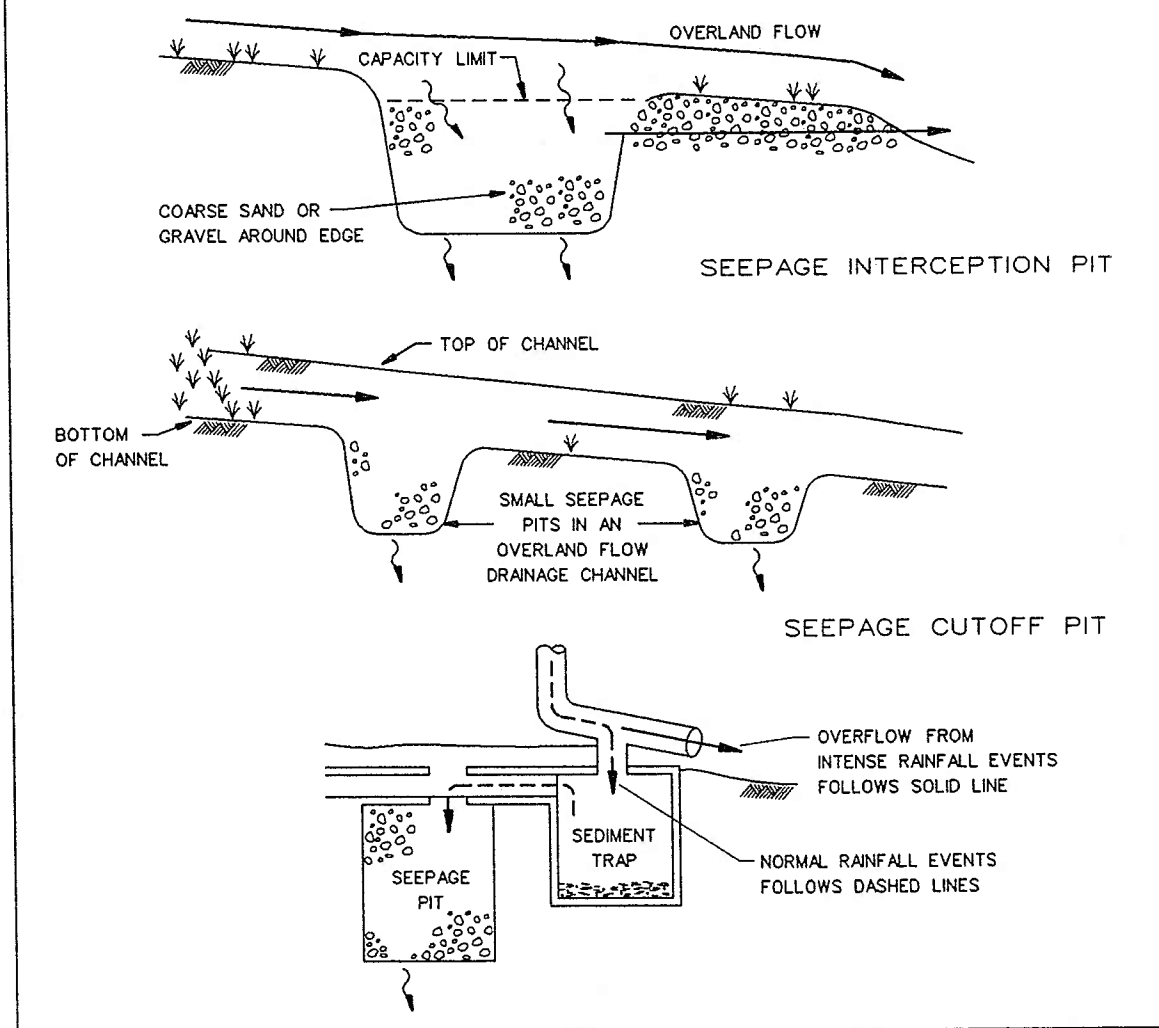 OVERLAND FLOW
CAPACITY LIMIT
COARSE SAND OR
GRAVEL AROUND EDGE
SEEPAGE INTERCEPTION PIT
TOP OF CHANNEL
BOTTOM
OF CHANNEL
SMALL SEEPAGE
PITS IN AN
OVERLAND FLOW
DRAINAGE CHANNEL
SEEPAGE CUTOFF PIT
OVERFLOW FROM
INTENSE RAINFALL EVENTS
FOLLOWS SOLID LINE
SEDIMENT
TRAP
NORMAL RAINFALL EVENTS
FOLLOWS DASHED LINES
SEEPAGE
PIT